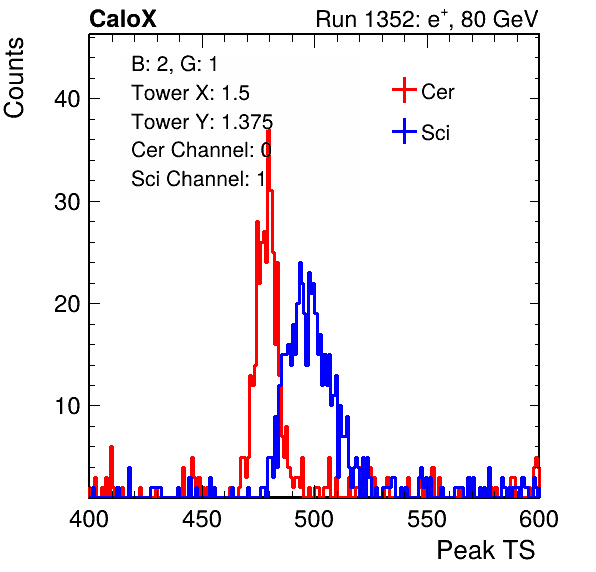 CaloX Run 1352: e⁺, 80 GeV
Counts
B: 2, G: 1
Tower X: 1.5
Tower Y: 1.375
Cer Channel: 0
Sci Channel: 1
Cer
Sci
40
30
20
10
400 450 500 550 600
Peak TS